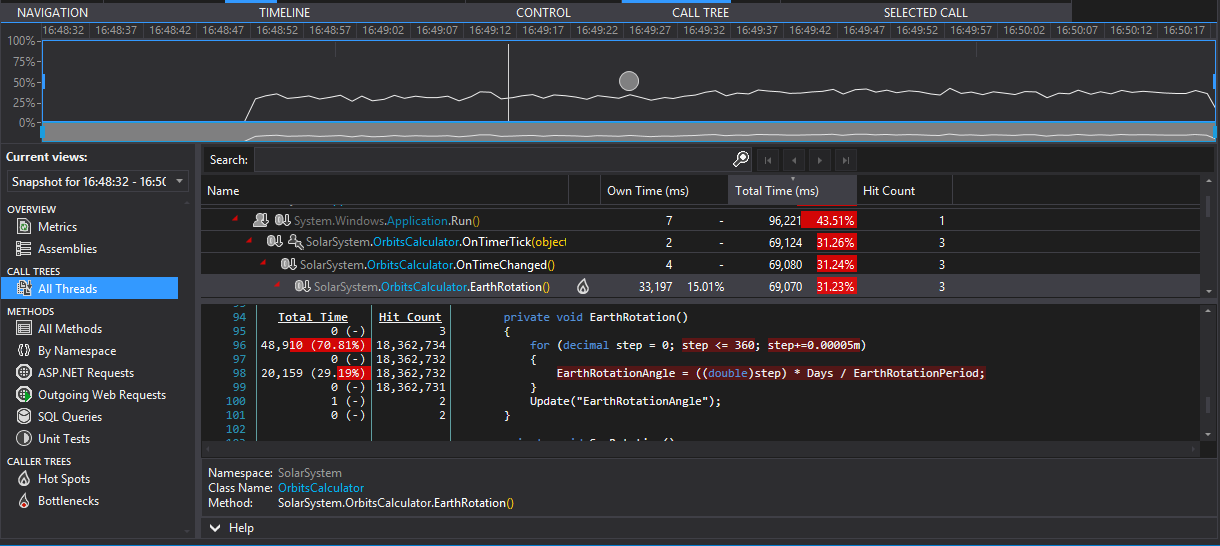 NAVIGATION TIMELINE CONTROL CALL TREE SELECTED CALL
16:48:32 16:48:37 16:48:42 16:48:47 16:48:52 16:48:57 16:49:02 16:49:07 16:49:12 16:49:17 16:49:22 16:49:27 16:49:32 16:49:37 16:49:42 16:49:47 16:49:52 16:49:57 16:50:02 16:50:07 16:50:12 16:50:17
100%
75%
50%
25%
0%
Current views:
Snapshot for 16:48:32 - 16:50
OVERVIEW
Metrics
Assemblies
CALL TREES
All Threads
METHODS
All Methods
By Namespace
ASP.NET Requests
Outgoing Web Requests
SQL Queries
Unit Tests
CALLER TREES
Hot Spots
Bottlenecks
Search:
Name Own Time (ms) Total Time (ms) Hit Count
System.Windows.Application.Run() 7 - 96,221 43.51% 1
SolarSystem.OrbitsCalculator.OnTimerTick(object 2 - 69,124 31.26% 3
SolarSystem.OrbitsCalculator.OnTimeChanged() 4 - 69,080 31.24% 3
SolarSystem.OrbitsCalculator.EarthRotation() 33,197 15.01% 69,070 31.23% 3
Total Time Hit Count
94 private void EarthRotation()
95 0 (-) 3 {
96 48,910 (70.81%) 18,362,734 for (decimal step = 0; step <= 360; step+=0.00005m)
97 0 (-) 18,362,732 {
98 20,159 (29.19%) 18,362,732 EarthRotationAngle = ((double)step) * Days / EarthRotationPeriod;
99 0 (-) 18,362,731 }
100 1 (-) 2 Update("EarthRotationAngle");
101 0 (-) 2 }
102
Namespace: SolarSystem
Class Name: OrbitsCalculator
Method: SolarSystem.OrbitsCalculator.EarthRotation()
Help